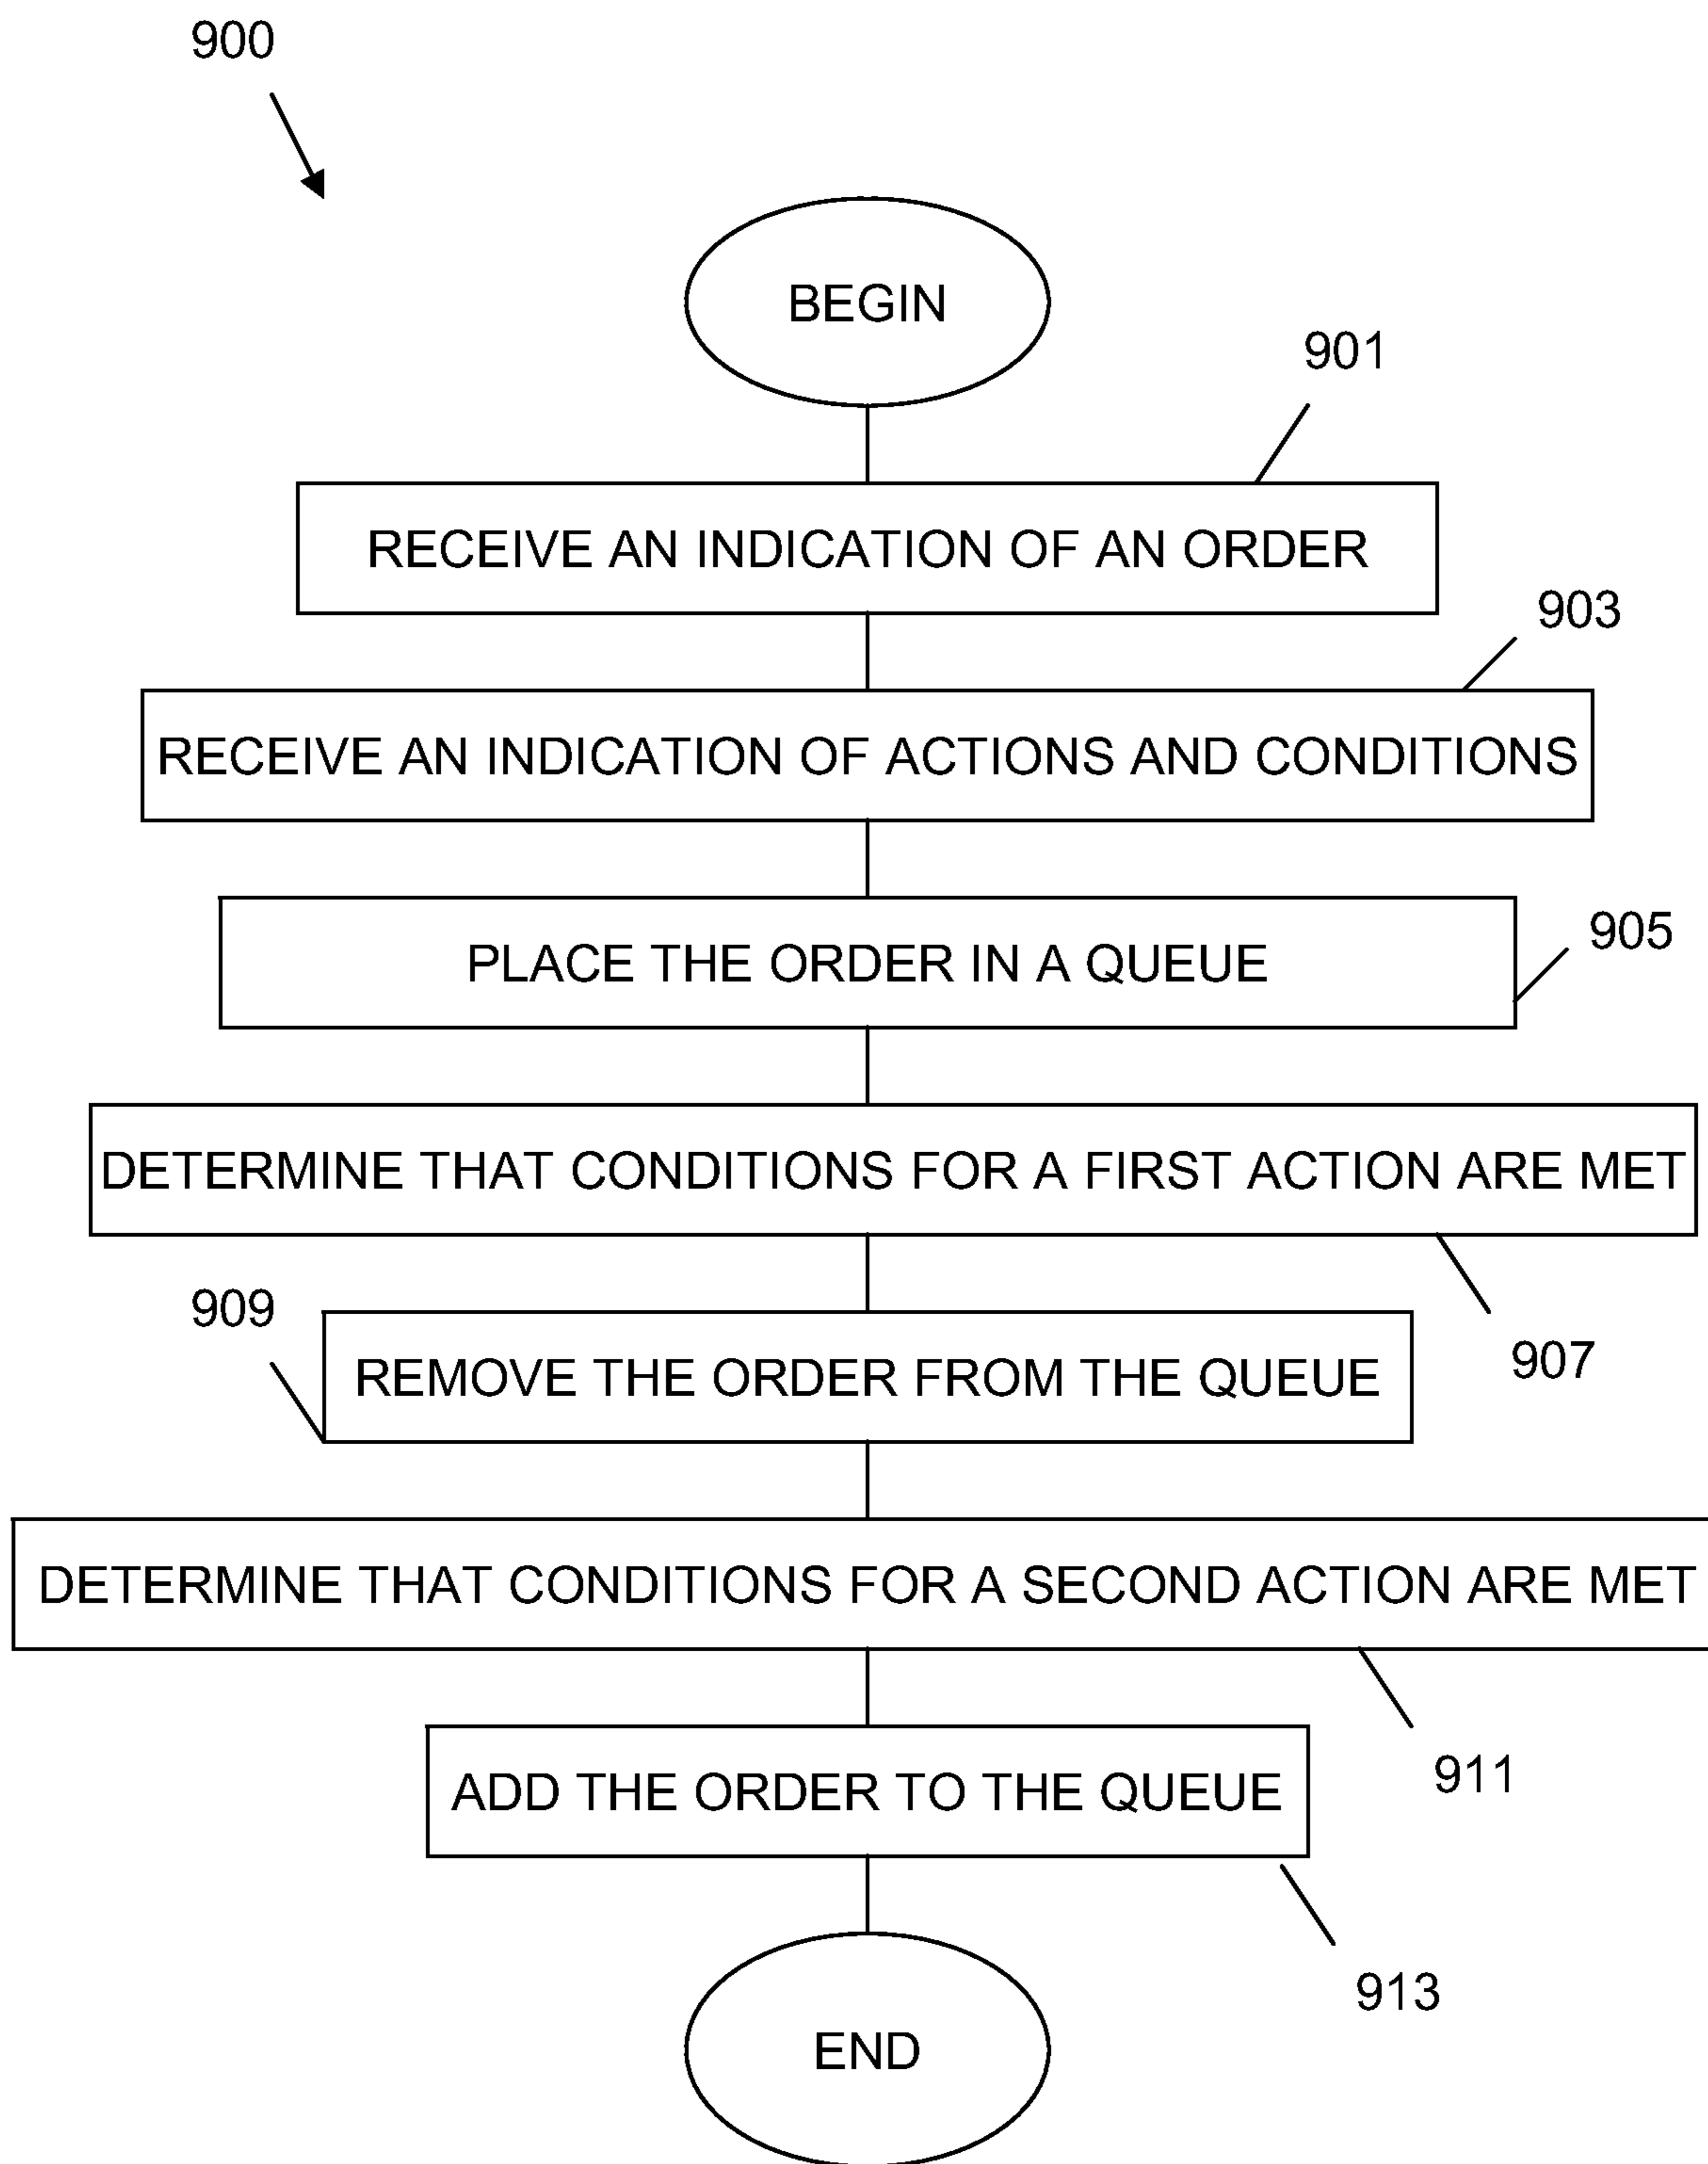 900
BEGIN
901
RECEIVE AN INDICATION OF AN ORDER
903
RECEIVE AN INDICATION OF ACTIONS AND CONDITIONS
905
PLACE THE ORDER IN A QUEUE
DETERMINE THAT CONDITIONS FOR A FIRST ACTION ARE MET
907
909
REMOVE THE ORDER FROM THE QUEUE
DETERMINE THAT CONDITIONS FOR A SECOND ACTION ARE MET
911
ADD THE ORDER TO THE QUEUE
913
END